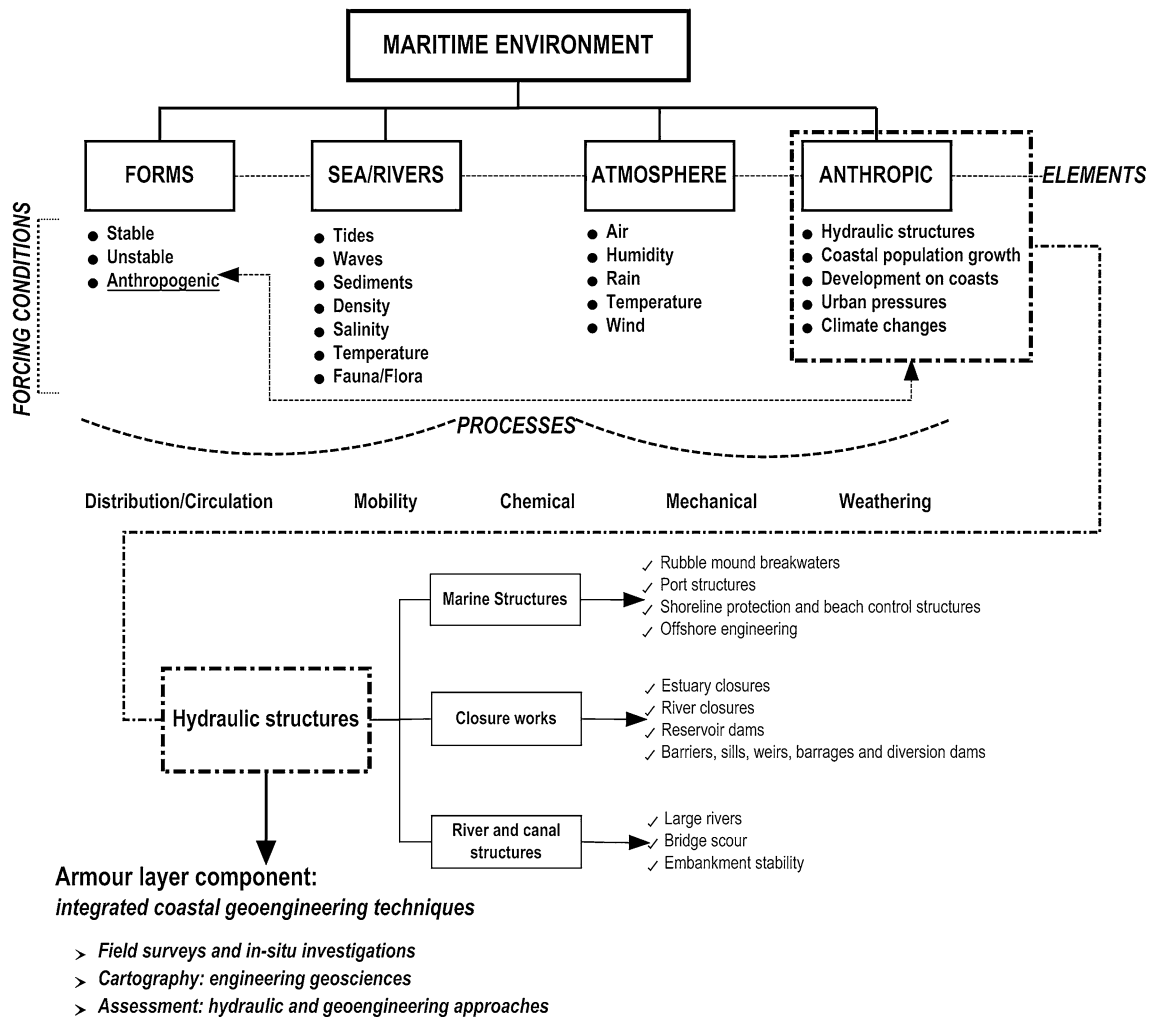 MARITIME ENVIRONMENT
FORMS
SEA/RIVERS
ATMOSPHERE
ANTHROPIC
ELEMENTS
FORCING CONDITIONS
Stable
Unstable
Anthropogenic
Tides
Waves
Sediments
Density
Salinity
Temperature
Fauna/Flora
Air
Humidity
Rain
Temperature
Wind
Hydraulic structures
Coastal population growth
Development on coasts
Urban pressures
Climate changes
PROCESSES
Distribution/Circulation
Mobility
Chemical
Mechanical
Weathering
Hydraulic structures
Marine Structures
Rubble mound breakwaters
Port structures
Shoreline protection and beach control structures
Offshore engineering
Closure works
Estuary closures
River closures
Reservoir dams
Barriers, sills, weirs, barrages and diversion dams
River and canal
structures
Large rivers
Bridge scour
Embankment stability
Armour layer component:
integrated coastal geoengineering techniques
Field surveys and in-situ investigations
Cartography: engineering geosciences
Assessment: hydraulic and geoengineering approaches